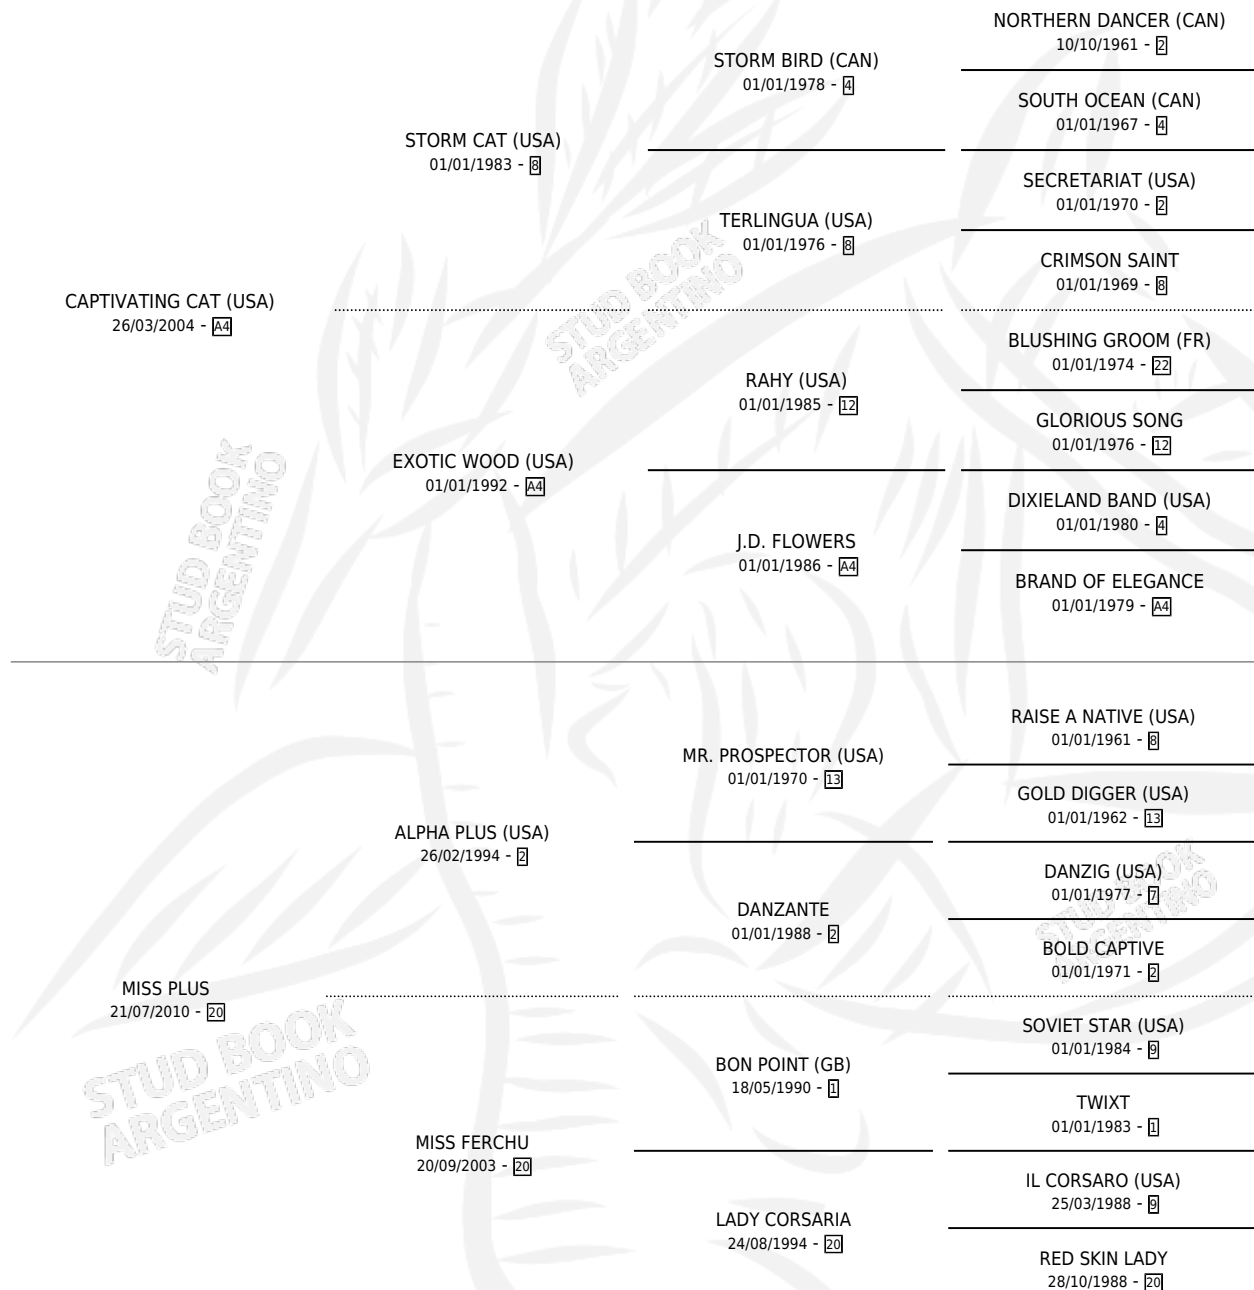 NORTHERN DANCER (CAN)
10/10/1961 - 2
STORM BIRD (CAN)
01/01/1978 - 4
SOUTH OCEAN (CAN)
01/01/1967 - 4
STORM CAT (USA)
01/01/1983 - 8
SECRETARIAT (USA)
01/01/1970 - 2
TERLINGUA (USA)
01/01/1976 - 8
CRIMSON SAINT
01/01/1969 - 8
CAPTIVATING CAT (USA)
26/03/2004 - A4
BLUSHING GROOM (FR)
01/01/1974 - 22
RAHY (USA)
01/01/1985 - 12
GLORIOUS SONG
01/01/1976 - 12
EXOTIC WOOD (USA)
01/01/1992 - A4
DIXIELAND BAND (USA)
01/01/1980 - 4
J.D. FLOWERS
01/01/1986 - A4
BRAND OF ELEGANCE
01/01/1979 - A4
RAISE A NATIVE (USA)
01/01/1961 - 8
MR. PROSPECTOR (USA)
01/01/1970 - 13
GOLD DIGGER (USA)
01/01/1962 - 13
ALPHA PLUS (USA)
26/02/1994 - 2
DANZIG (USA)
01/01/1977 - 7
DANZANTE
01/01/1988 - 2
BOLD CAPTIVE
01/01/1971 - 2
MISS PLUS
21/07/2010 - 20
SOVIET STAR (USA)
01/01/1984 - 9
BON POINT (GB)
18/05/1990 - 1
TWIXT
01/01/1983 - 1
MISS FERCHU
20/09/2003 - 20
IL CORSARO (USA)
25/03/1988 - 9
LADY CORSARIA
24/08/1994 - 20
RED SKIN LADY
28/10/1988 - 20
STUD BOOK
ARGENTINO
STUD BOOK
ARGENTINO
STUD BOOK
ARGENTINO
STUD BOOK
ARGENTINO